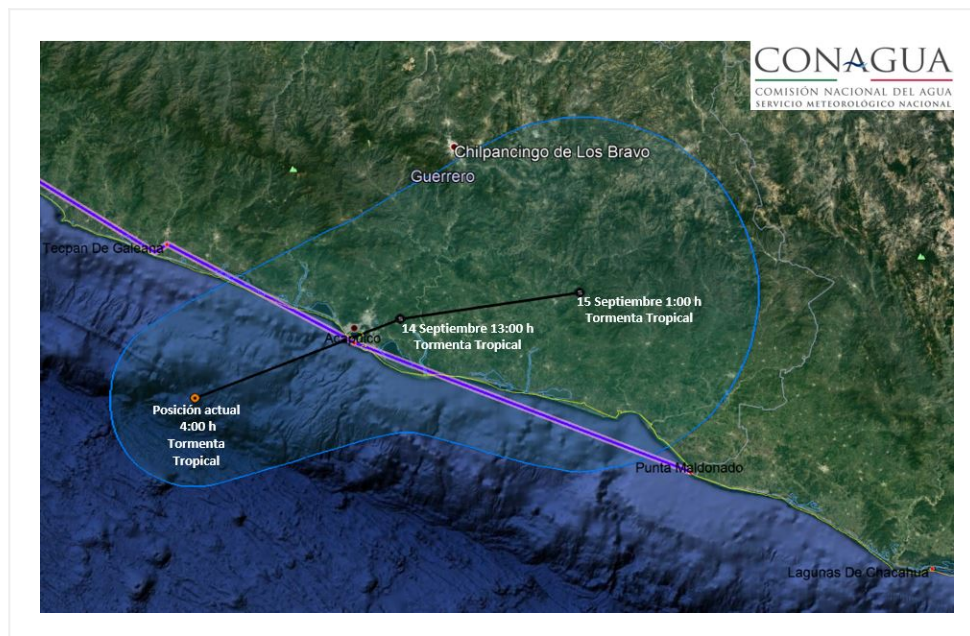 CONAGUA
COMISIÓN NACIONAL DEL AGUA
SERVICIO METEOROLÓGICO NACIONAL
Chilpancingo de Los Bravo
Guerrero
Tecpan De Galeana
15 Septiembre 1:00 h
Tormenta Tropical
14 Septiembre 13:00 h
Tormenta Tropical
Acapulco
Posición actual
4:00 h
Tormenta
Tropical
Punta Maldonado
Lagunas De Chacahua